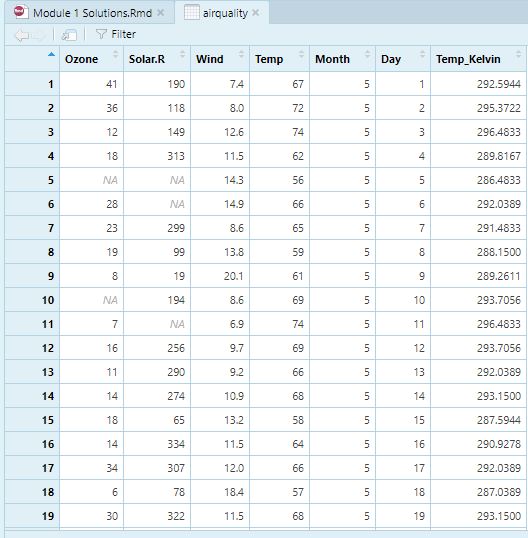 Module 1 Solutions.Rmd airquality
Filter
Ozone Solar.R Wind Temp Month Day Temp_Kelvin
1 41 190 7.4 67 5 1 292.5944
2 36 118 8.0 72 5 2 295.3722
3 12 149 12.6 74 5 3 296.4833
4 18 313 11.5 62 5 4 289.8167
5 NA NA 14.3 56 5 5 286.4833
6 28 NA 14.9 66 5 6 292.0389
7 23 299 8.6 65 5 7 291.4833
8 19 99 13.8 59 5 8 288.1500
9 8 19 20.1 61 5 9 289.2611
10 NA 194 8.6 69 5 10 293.7056
11 7 NA 6.9 74 5 11 296.4833
12 16 256 9.7 69 5 12 293.7056
13 11 290 9.2 66 5 13 292.0389
14 14 274 10.9 68 5 14 293.1500
15 18 65 13.2 58 5 15 287.5944
16 14 334 11.5 64 5 16 290.9278
17 34 307 12.0 66 5 17 292.0389
18 6 78 18.4 57 5 18 287.0389
19 30 322 11.5 68 5 19 293.1500